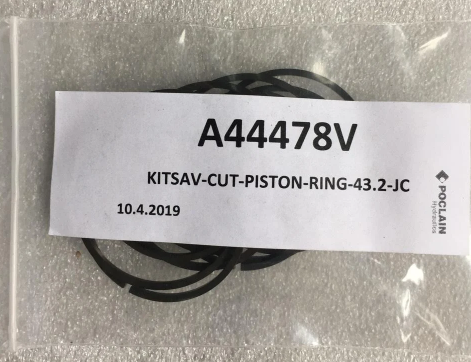 A44478V
KITSAV-CUT-PISTON-RING-43.2-JC
10.4.2019
POCLAIN
Hydraulics